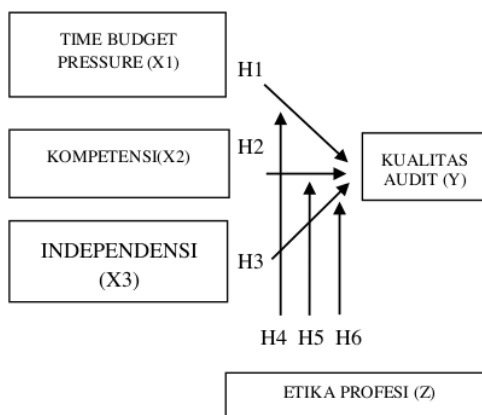 TIME BUDGET
PRESSURE (X1)
H1
KOMPETENSI(X2)
H2
KUALITAS
AUDIT (Y)
INDEPENDENSI
(X3)
H3
H4 H5 H6
ETIKA PROFESI (Z)